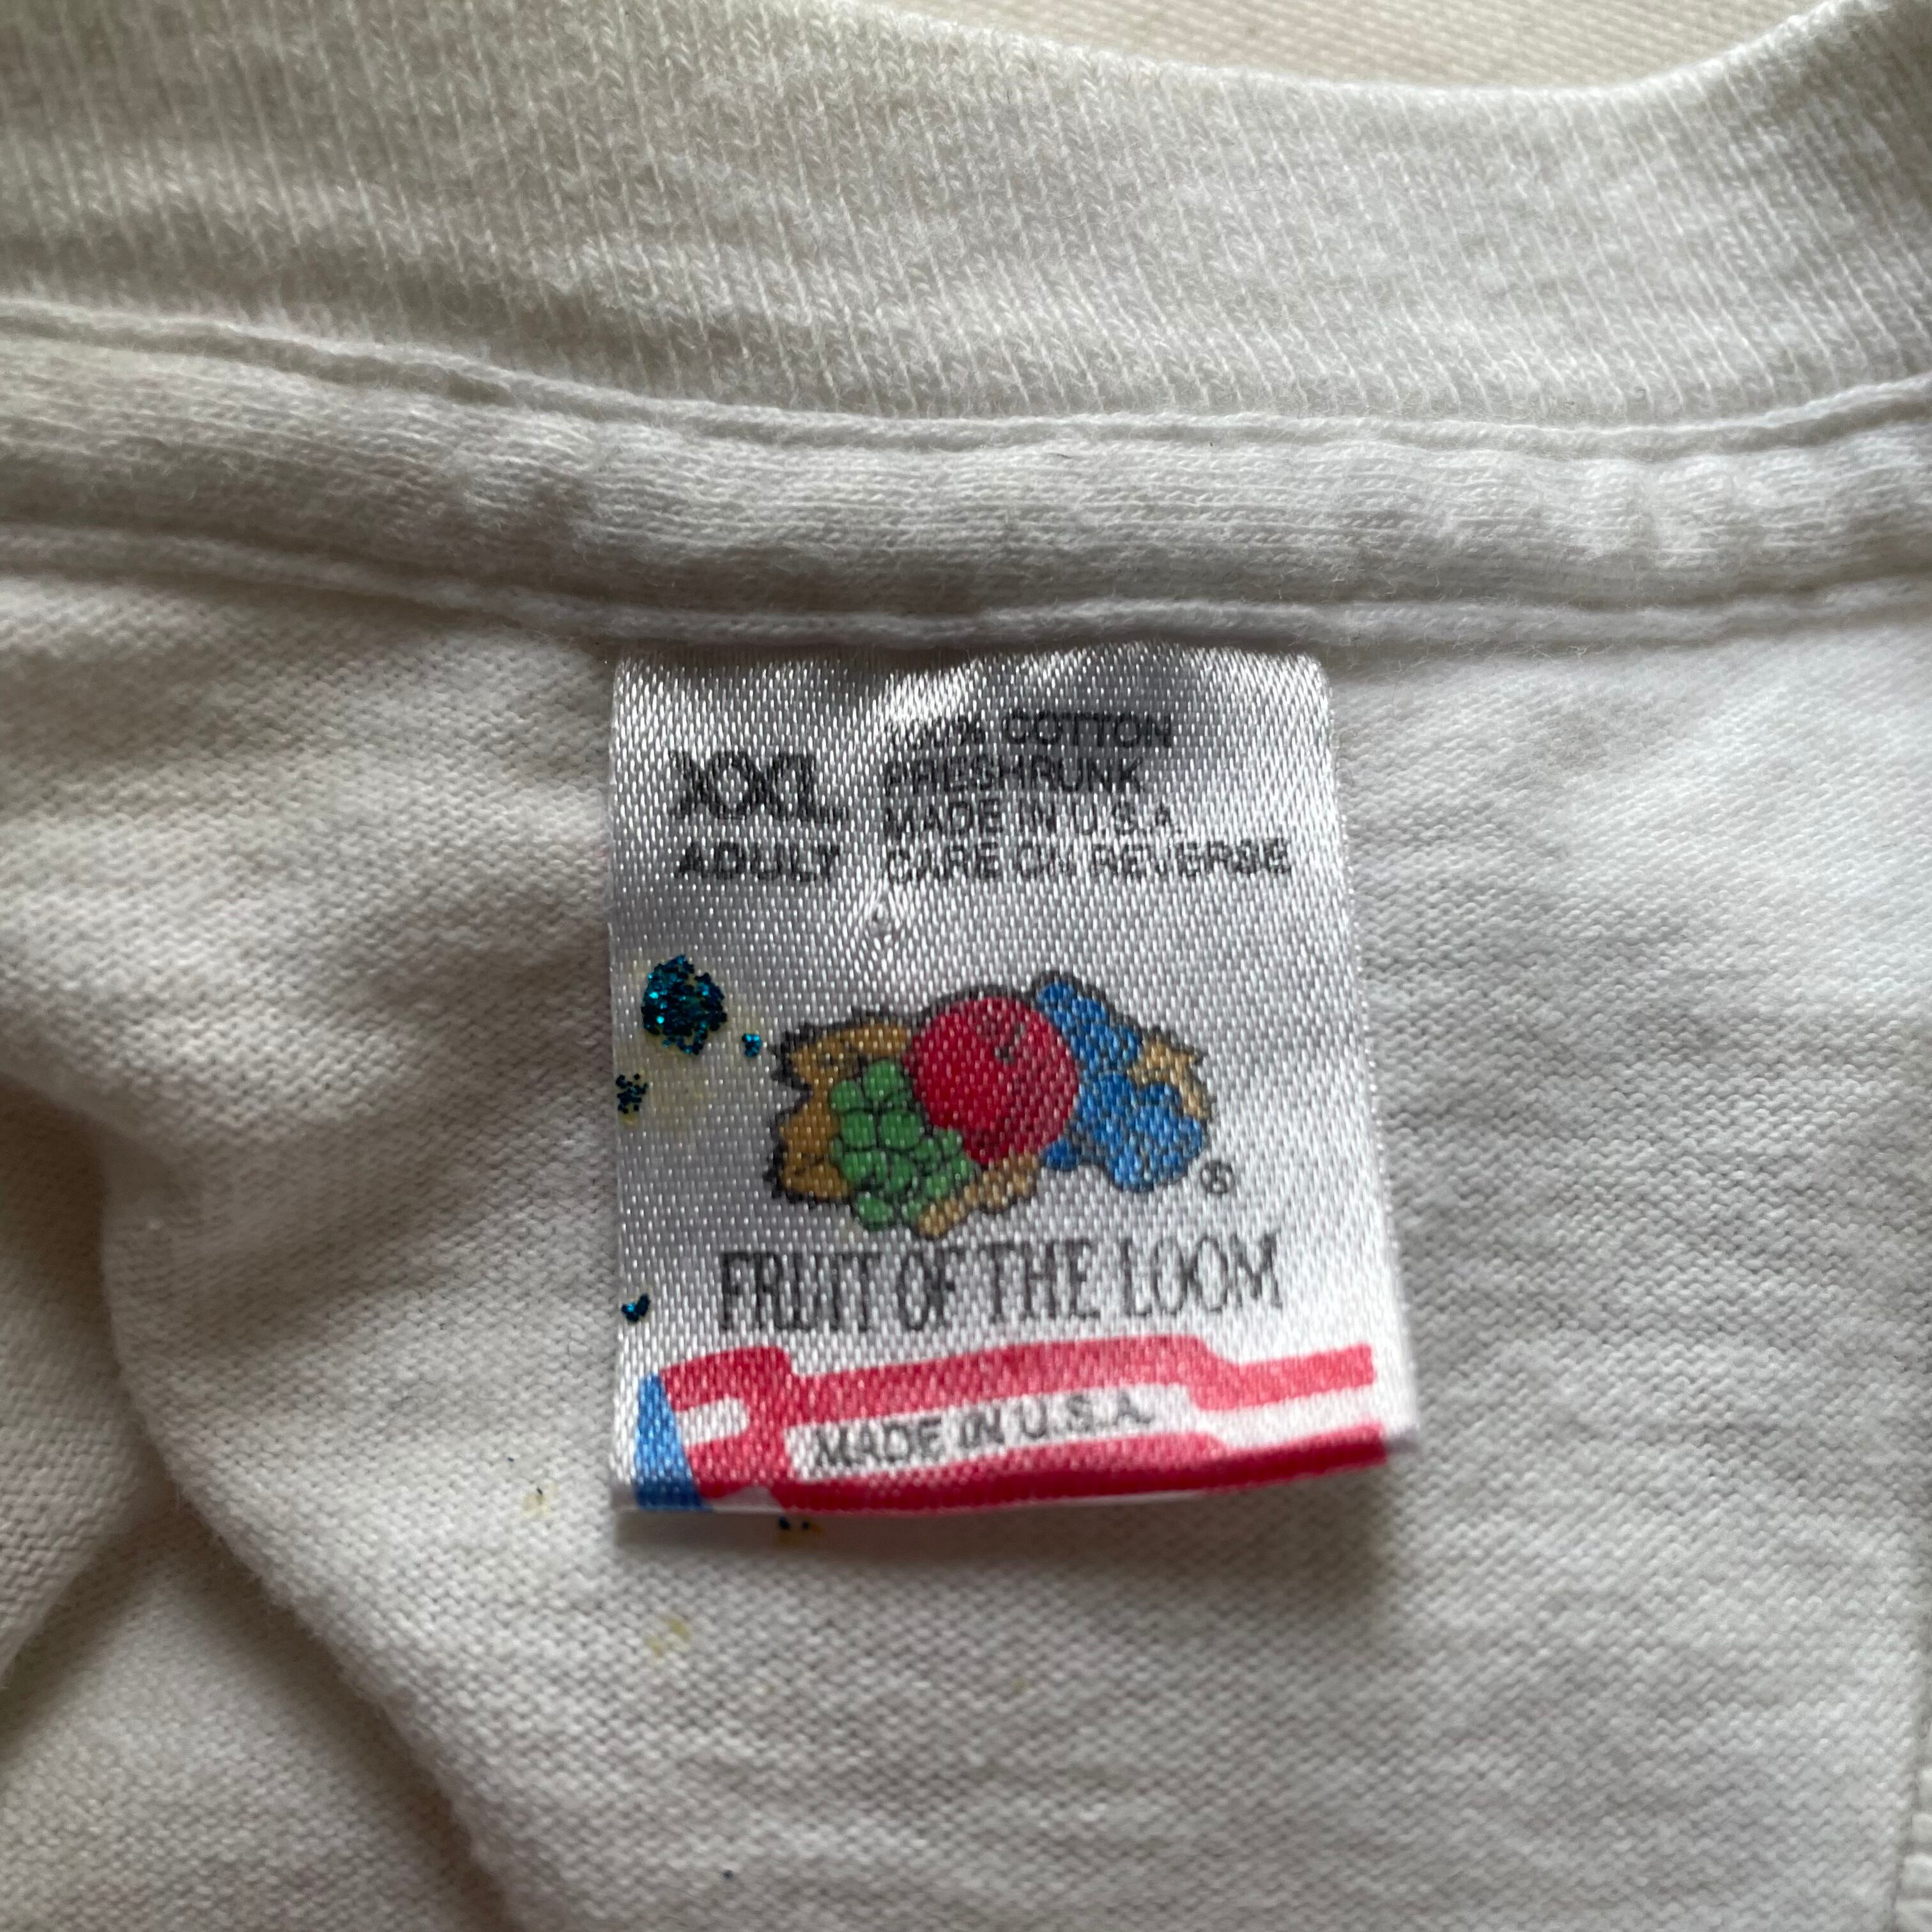 XXL
ADULT
100% COTTON
PRESHRUNK
MADE IN U.S.A.
CARE ON REVERSE
®
FRUIT OF THE LOOM
MADE IN U.S.A.